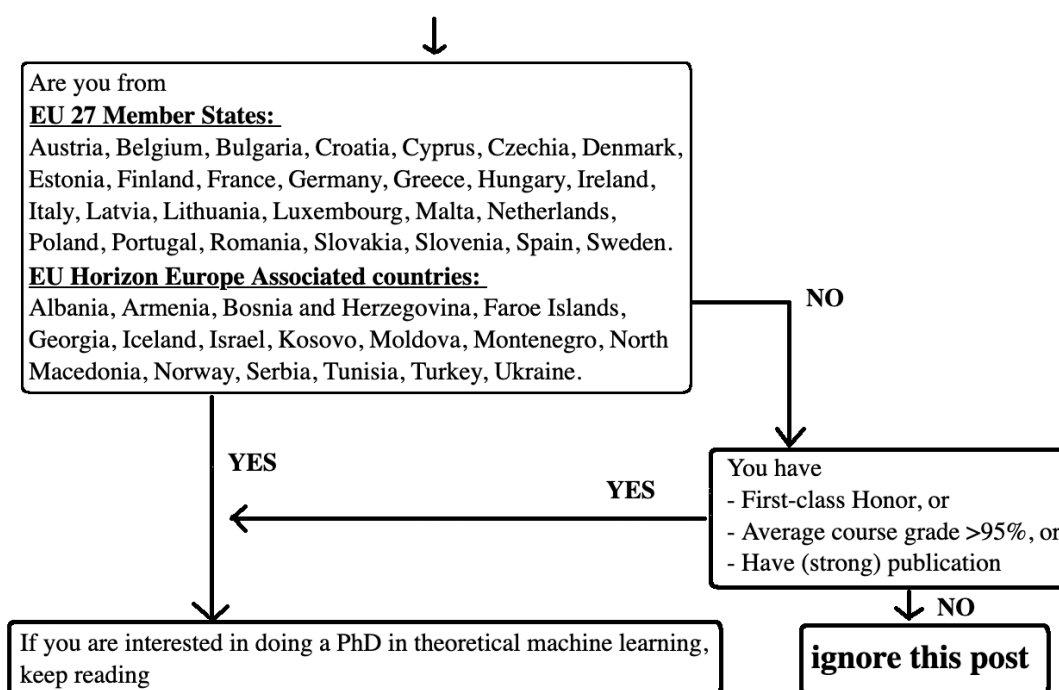 Are you from
EU 27 Member States:
Austria, Belgium, Bulgaria, Croatia, Cyprus, Czechia, Denmark,
Estonia, Finland, France, Germany, Greece, Hungary, Ireland,
Italy, Latvia, Lithuania, Luxembourg, Malta, Netherlands,
Poland, Portugal, Romania, Slovakia, Slovenia, Spain, Sweden.
EU Horizon Europe Associated countries:
Albania, Armenia, Bosnia and Herzegovina, Faroe Islands,
Georgia, Iceland, Israel, Kosovo, Moldova, Montenegro, North
Macedonia, Norway, Serbia, Tunisia, Turkey, Ukraine.
NO
YES
YES
You have
- First-class Honor, or
- Average course grade >95%, or
- Have (strong) publication
NO
If you are interested in doing a PhD in theoretical machine learning,
keep reading
ignore this post